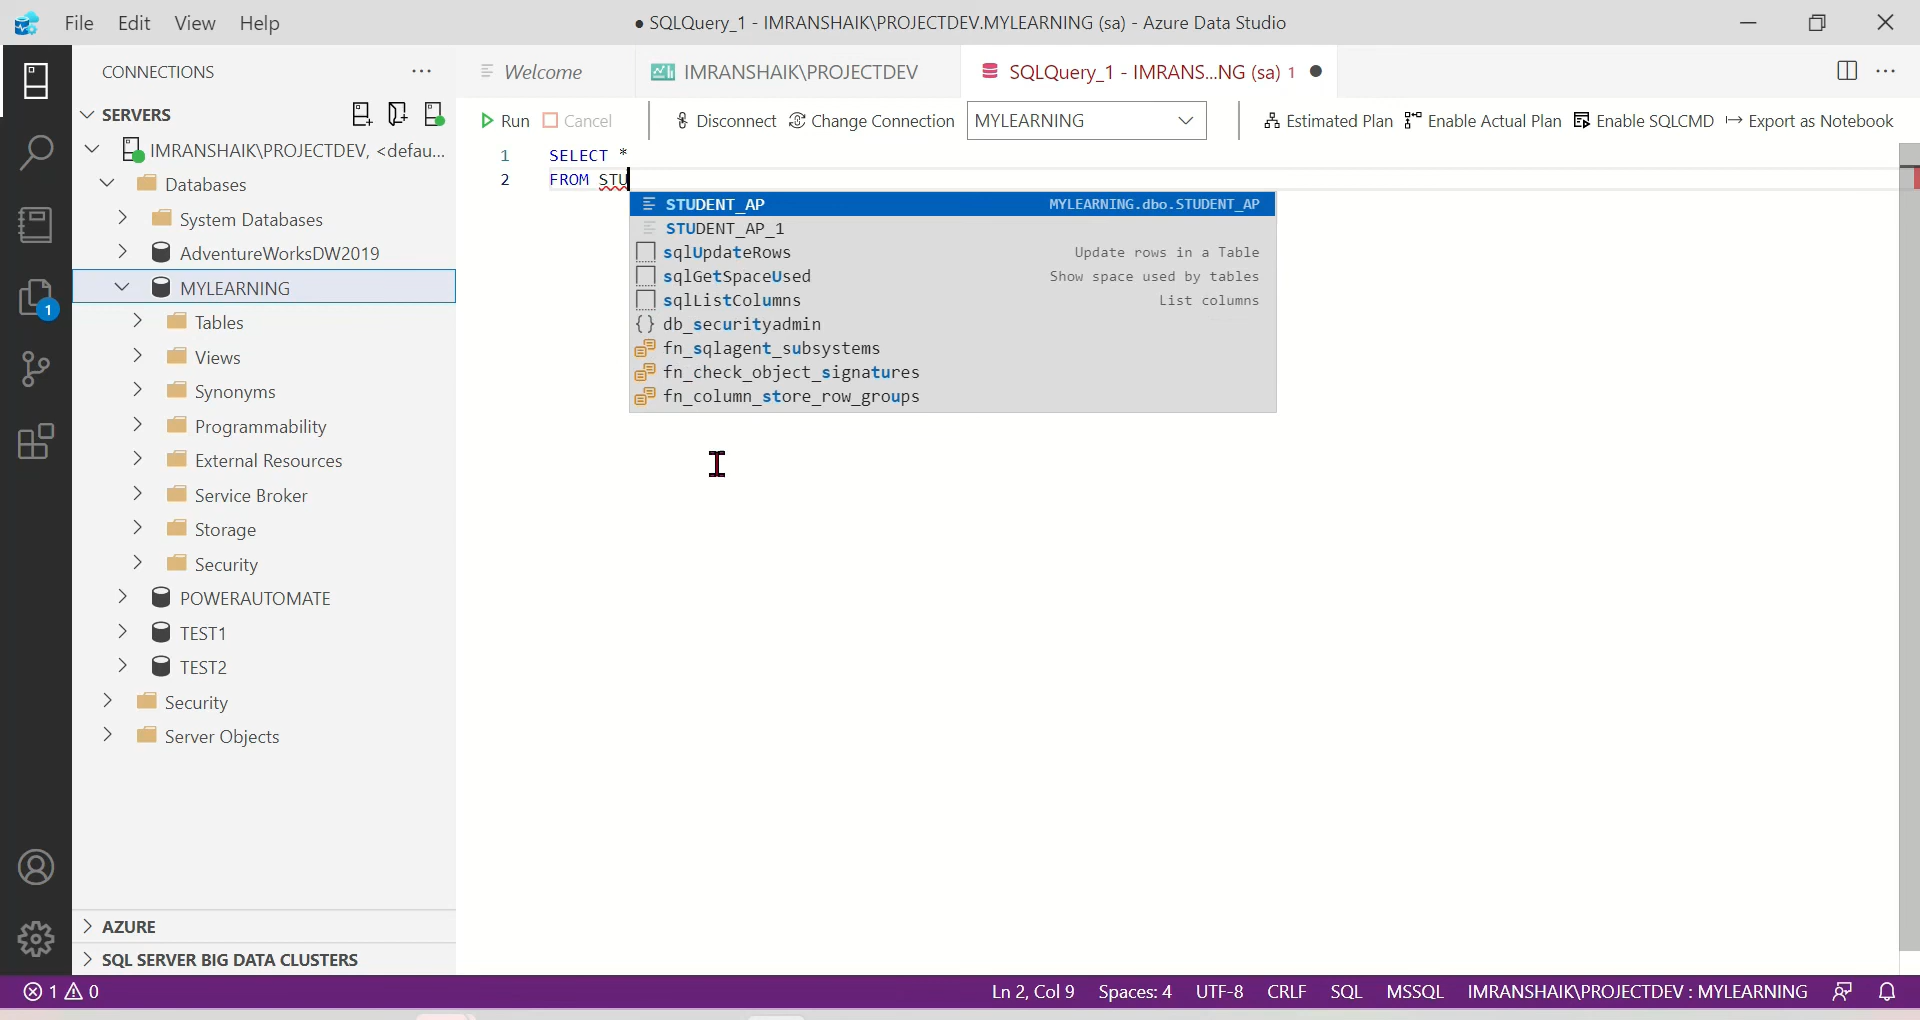 File Edit View Help
● SQLQuery_1 - IMRANSHAIK\PROJECTDEV.MYLEARNING (sa) - Azure Data Studio
CONNECTIONS
Welcome
IMRANSHAIK\PROJECTDEV
SQLQuery_1 - IMRANS...NG (sa) 1
SERVERS
Run Cancel Disconnect Change Connection MYLEARNING Estimated Plan Enable Actual Plan Enable SQLCMD Export as Notebook
IMRANSHAIK\PROJECTDEV, <defau...
Databases
System Databases
AdventureWorksDW2019
MYLEARNING
Tables
Views
Synonyms
Programmability
External Resources
Service Broker
Storage
Security
POWERAUTOMATE
TEST1
TEST2
Security
Server Objects
AZURE
SQL SERVER BIG DATA CLUSTERS
1
1 SELECT *
2 FROM STU
STUDENT_AP MYLEARNING.dbo.STUDENT_AP
STUDENT_AP_1
sqlUpdateRows Update rows in a Table
sqlGetSpaceUsed Show space used by tables
sqlListColumns List columns
{} db_securityadmin
fn_sqlagent_subsystems
fn_check_object_signatures
fn_column_store_row_groups
1 0
Ln 2, Col 9 Spaces: 4 UTF-8 CRLF SQL MSSQL IMRANSHAIK\PROJECTDEV : MYLEARNING